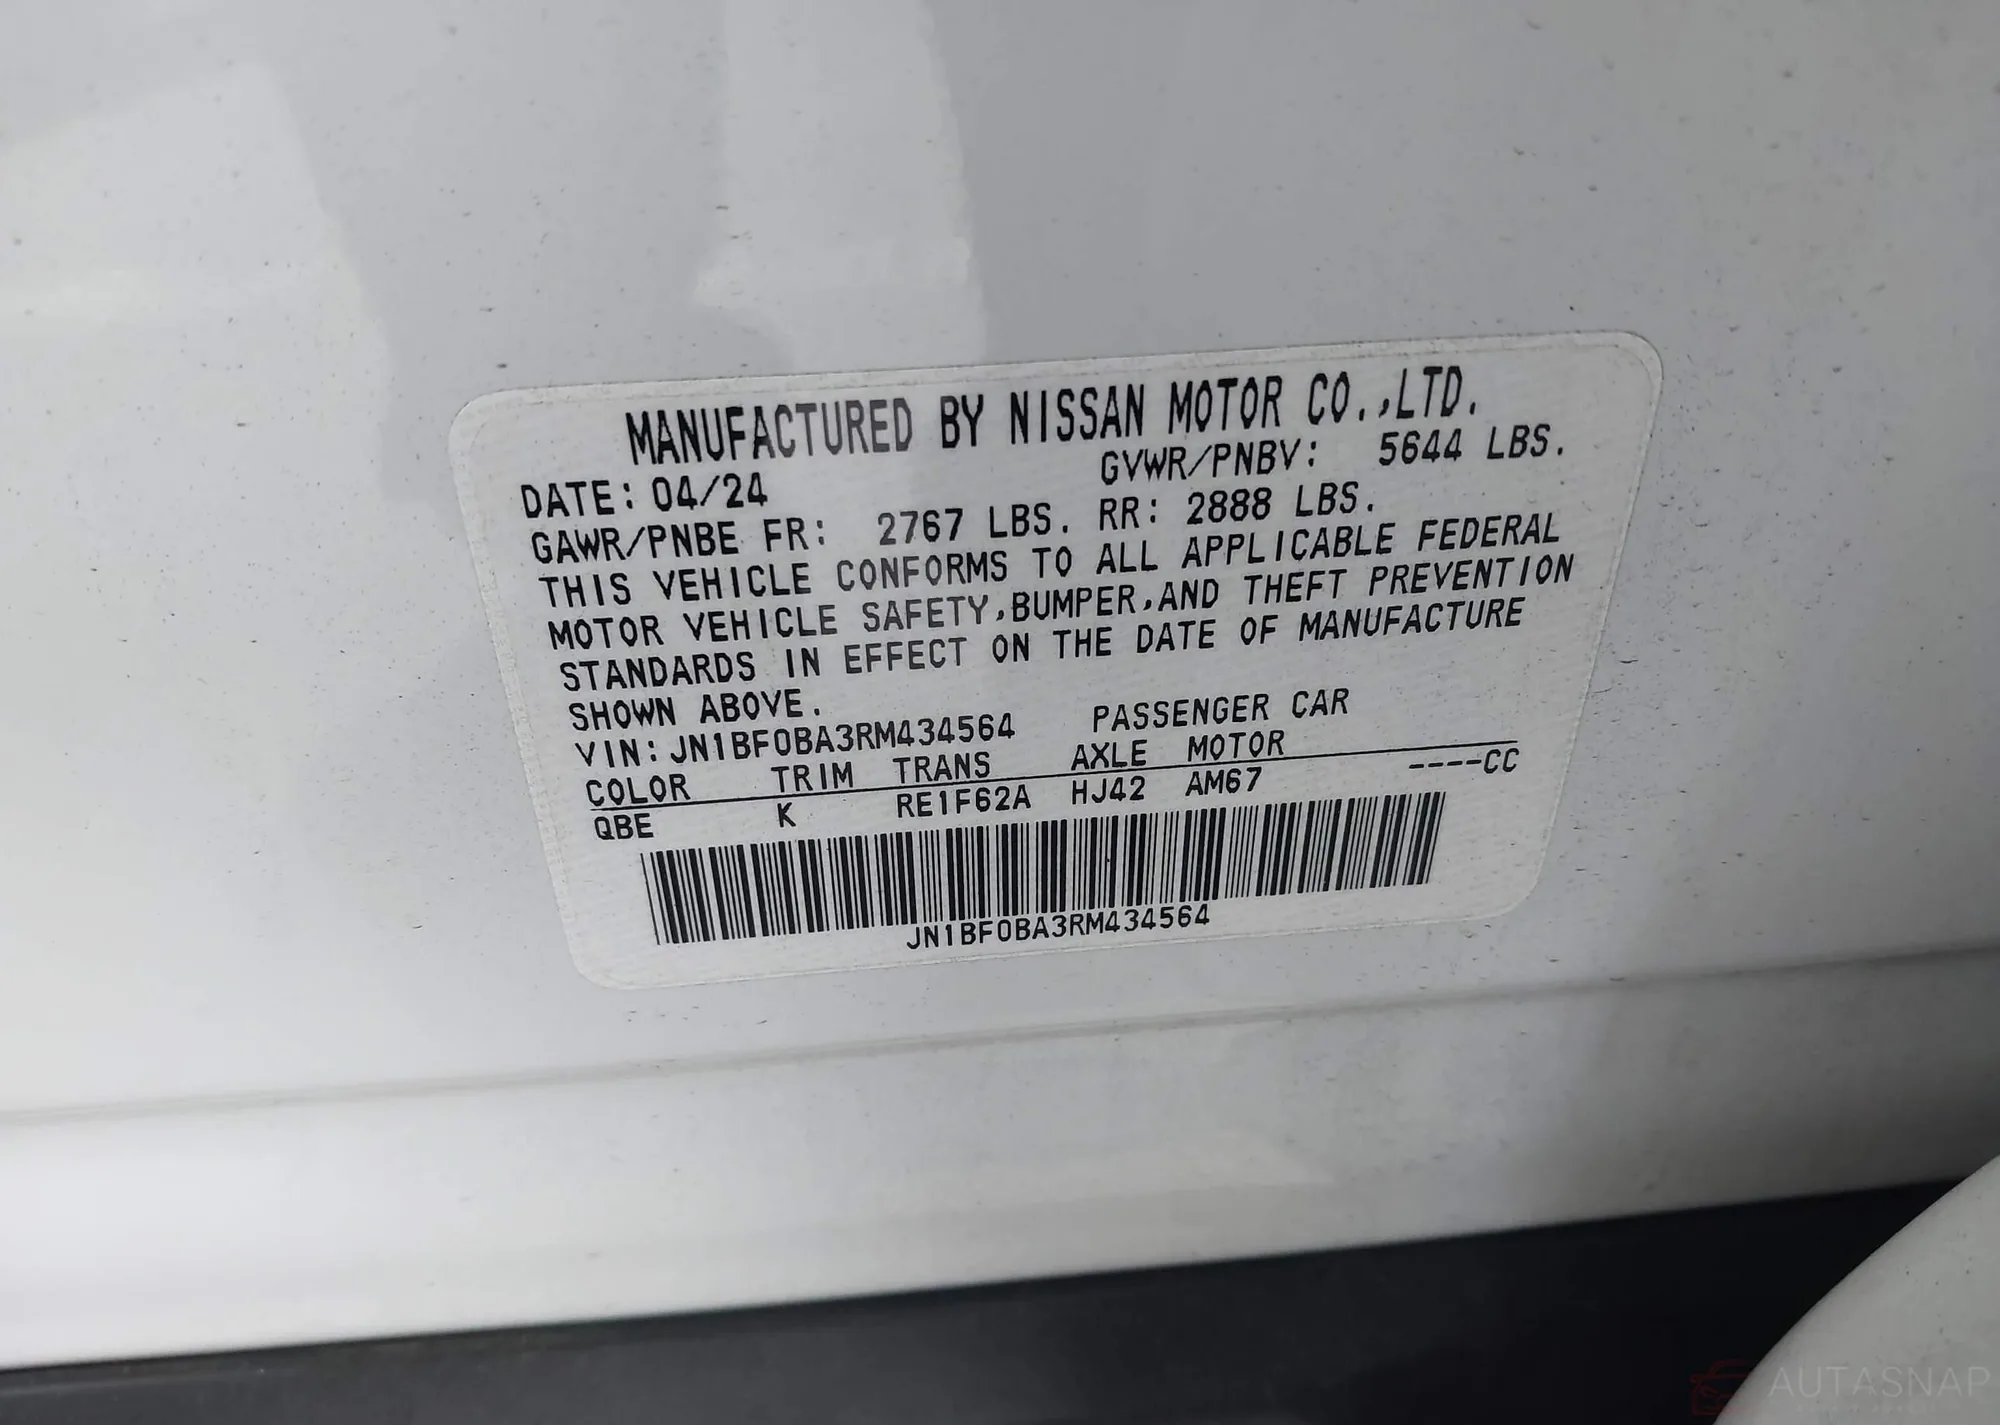 MANUFACTURED BY NISSAN MOTOR CO.,LTD.
DATE: 04/24 GVWR/PNBV: 5644 LBS.
GAWR/PNBE FR: 2767 LBS. RR: 2888 LBS.
THIS VEHICLE CONFORMS TO ALL APPLICABLE FEDERAL
MOTOR VEHICLE SAFETY,BUMPER,AND THEFT PREVENTION
STANDARDS IN EFFECT ON THE DATE OF MANUFACTURE
SHOWN ABOVE.
VIN: JN1BF0BA3RM434564 PASSENGER CAR
COLOR TRIM TRANS AXLE MOTOR
QBE K RE1F62A HJ42 AM67 ----CC
JN1BF0BA3RM434564
AUTASNAP